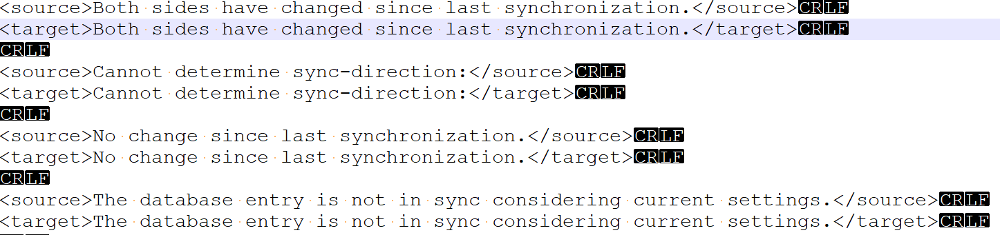 <source>Both sides have changed since last synchronization.</source>CRLF
<target>Both sides have changed since last synchronization.</target>CRLF
CRLF
<source>Cannot determine sync-direction:</source>CRLF
<target>Cannot determine sync-direction:</target>CRLF
CRLF
<source>No change since last synchronization.</source>CRLF
<target>No change since last synchronization.</target>CRLF
CRLF
<source>The database entry is not in sync considering current settings.</source>CRLF
<target>The database entry is not in sync considering current settings.</target>CRLF